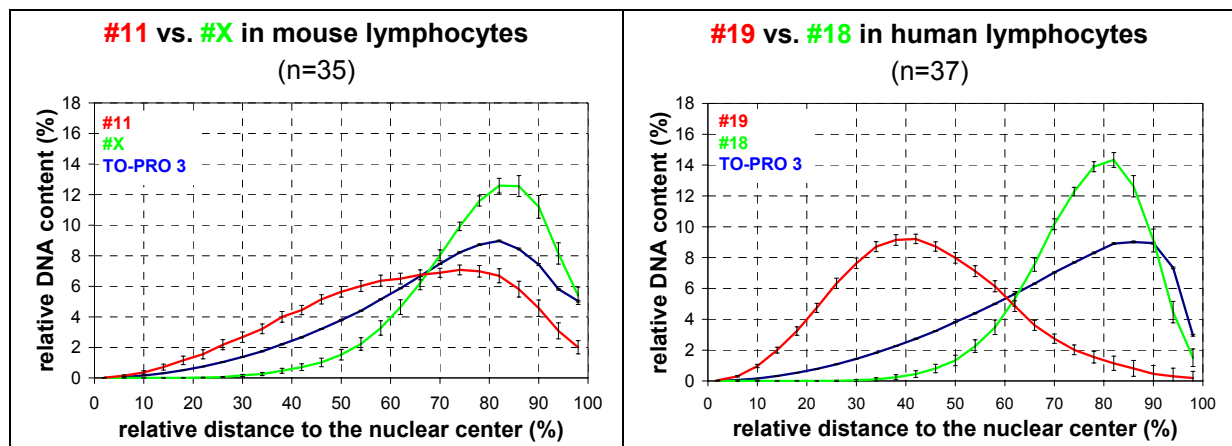 #11 vs. #X in mouse lymphocytes
(n=35)
relative DNA content (%)
18
16
14
12
10
8
6
4
2
0
#11
#X
TO-PRO 3
0 10 20 30 40 50 60 70 80 90 100
relative distance to the nuclear center (%)
#19 vs. #18 in human lymphocytes
(n=37)
relative DNA content (%)
18
16
14
12
10
8
6
4
2
0
#19
#18
TO-PRO 3
0 10 20 30 40 50 60 70 80 90 100
relative distance to the nuclear center (%)